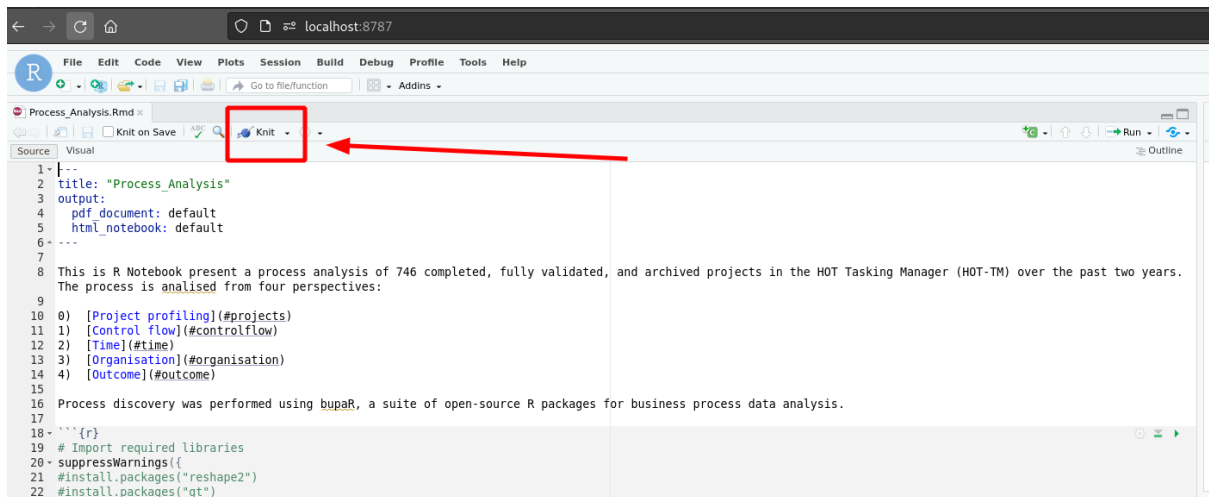 localhost:8787
R File Edit Code View Plots Session Build Debug Profile Tools Help
Go to file/function Addins
Process_Analysis.Rmd
Knit on Save ABC Knit Run
Source Visual Outline
1 ---
2 title: "Process_Analysis"
3 output:
4 pdf_document: default
5 html_notebook: default
6 ---
7
8 This is R Notebook present a process analysis of 746 completed, fully validated, and archived projects in the HOT Tasking Manager (HOT-TM) over the past two years.
The process is analised from four perspectives:
9
10 0) [Project profiling](#projects)
11 1) [Control flow](#controlflow)
12 2) [Time](#time)
13 3) [Organisation](#organisation)
14 4) [Outcome](#outcome)
15
16 Process discovery was performed using bupaR, a suite of open-source R packages for business process data analysis.
17
18 ```{r}
19 # Import required libraries
20 suppressWarnings({
21 #install.packages("reshape2")
22 #install.packages("gt")